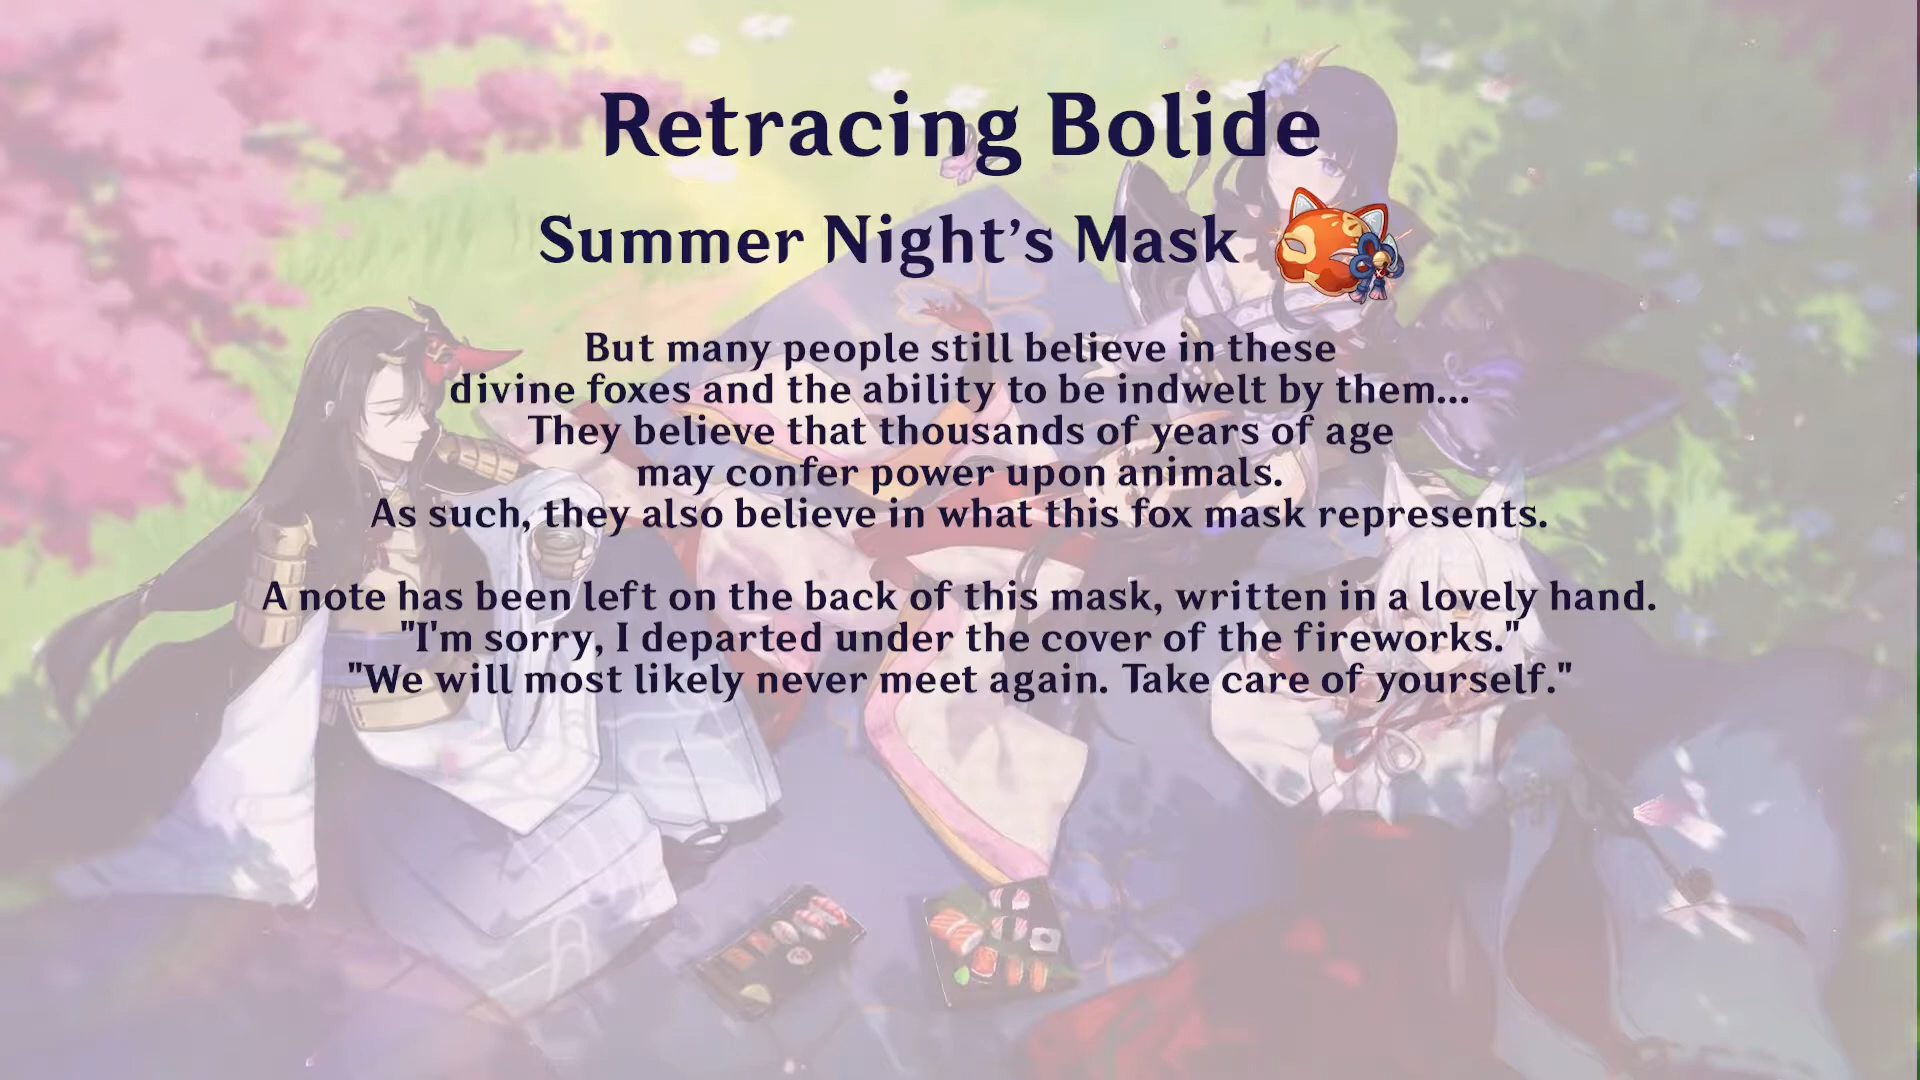 Retracing Bolide
Summer Night’s Mask
But many people still believe in these
divine foxes and the ability to be indwelt by them...
They believe that thousands of years of age
may confer power upon animals.
As such, they also believe in what this fox mask represents.
A note has been left on the back of this mask, written in a lovely hand.
"I'm sorry, I departed under the cover of the fireworks."
"We will most likely never meet again. Take care of yourself."